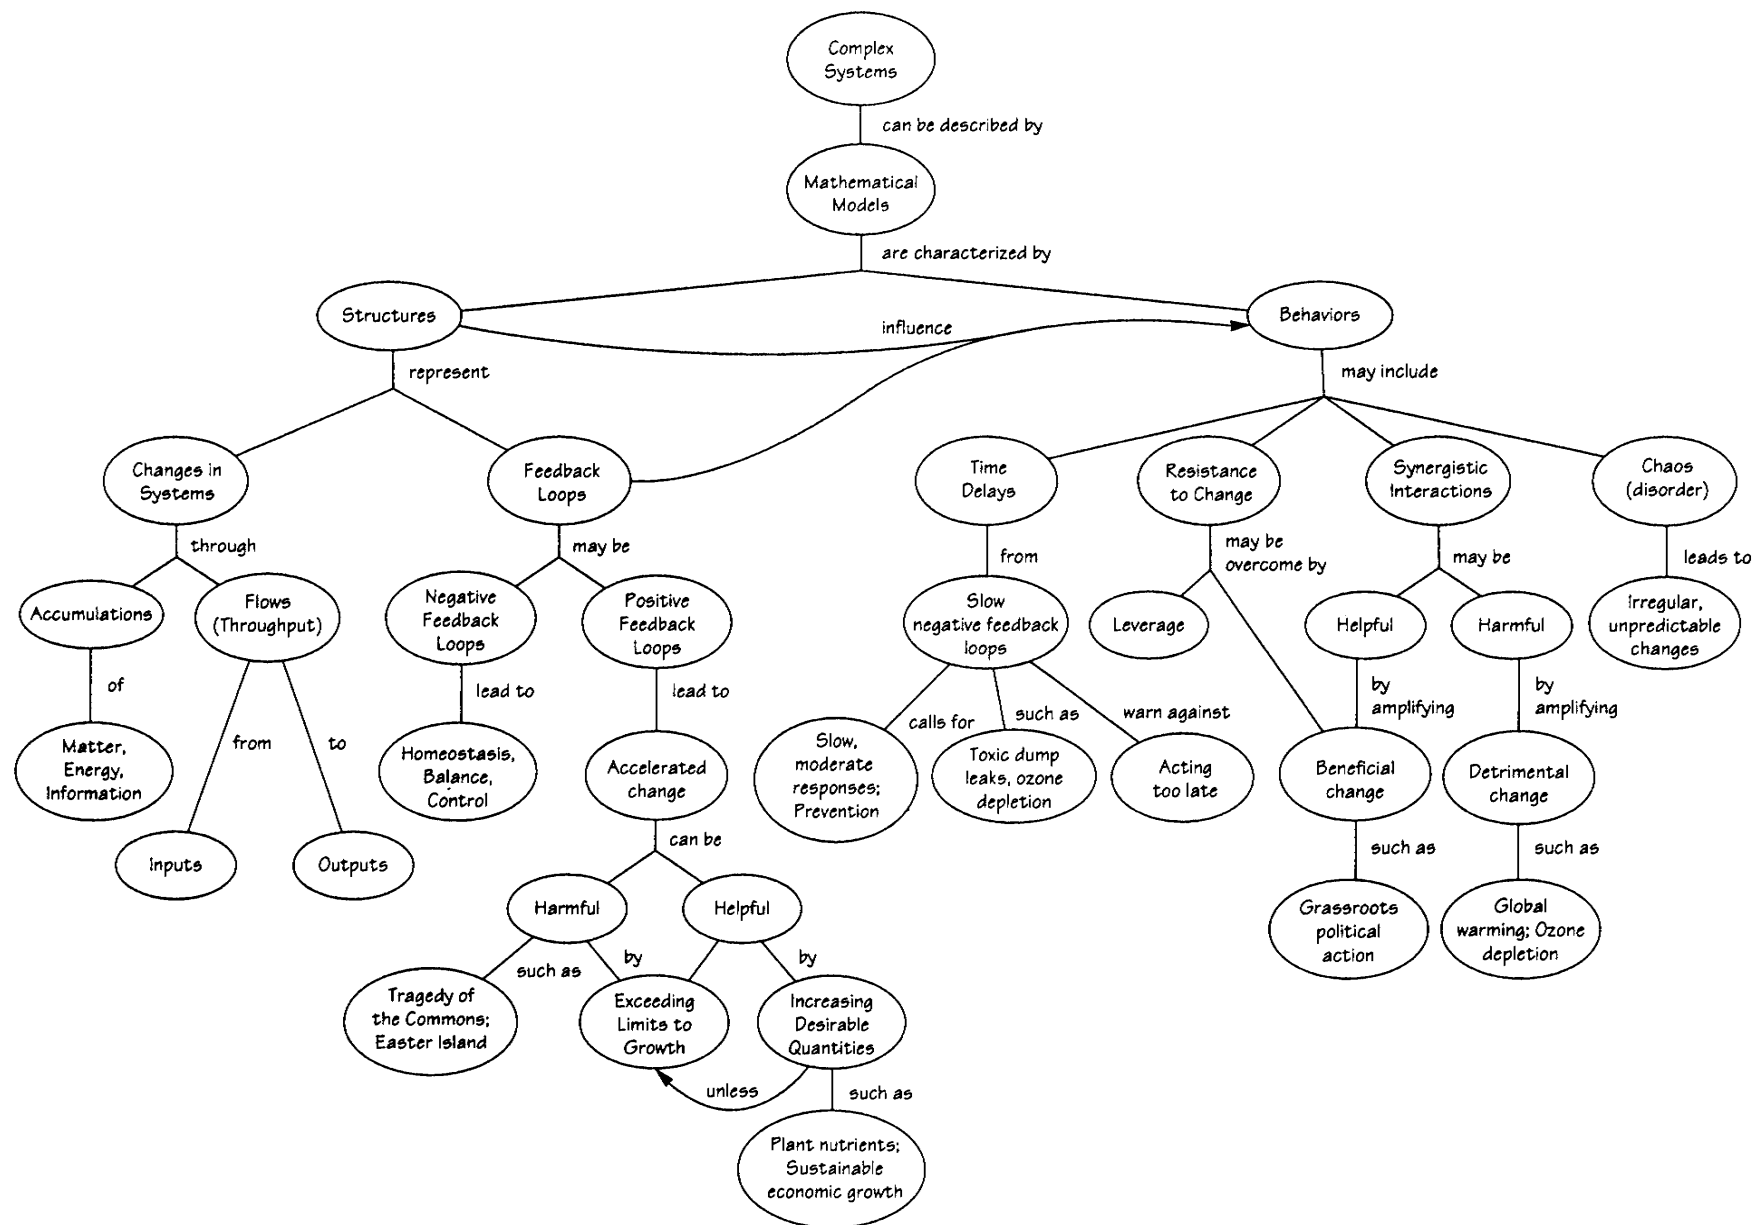 Complex
Systems
can be described by
Mathematical
Models
are characterized by
Structures
Behaviors
influence
represent
may include
Changes in
Systems
Feedback
Loops
Time
Delays
Resistance
to Change
Synergistic
Interactions
Chaos
(disorder)
through
may be
from
may be
overcome by
may be
leads to
Accumulations
Flows
(Throughput)
Negative
Feedback
Loops
Positive
Feedback
Loops
Slow
negative feedback
loops
Leverage
Helpful
Harmful
Irregular,
unpredictable
changes
of
from
to
lead to
lead to
calls for
such as
warn against
by
amplifying
by
amplifying
Matter,
Energy,
Information
Homeostasis,
Balance,
Control
Accelerated
change
Slow,
moderate
responses;
Prevention
Toxic dump
leaks, ozone
depletion
Acting
too late
Beneficial
change
Detrimental
change
Inputs
Outputs
can be
such as
such as
Harmful
Helpful
Grassroots
political
action
Global
warming; Ozone
depletion
such as
by
by
Tragedy of
the Commons;
Easter Island
Exceeding
Limits to
Growth
Increasing
Desirable
Quantities
unless
such as
Plant nutrients;
Sustainable
economic growth